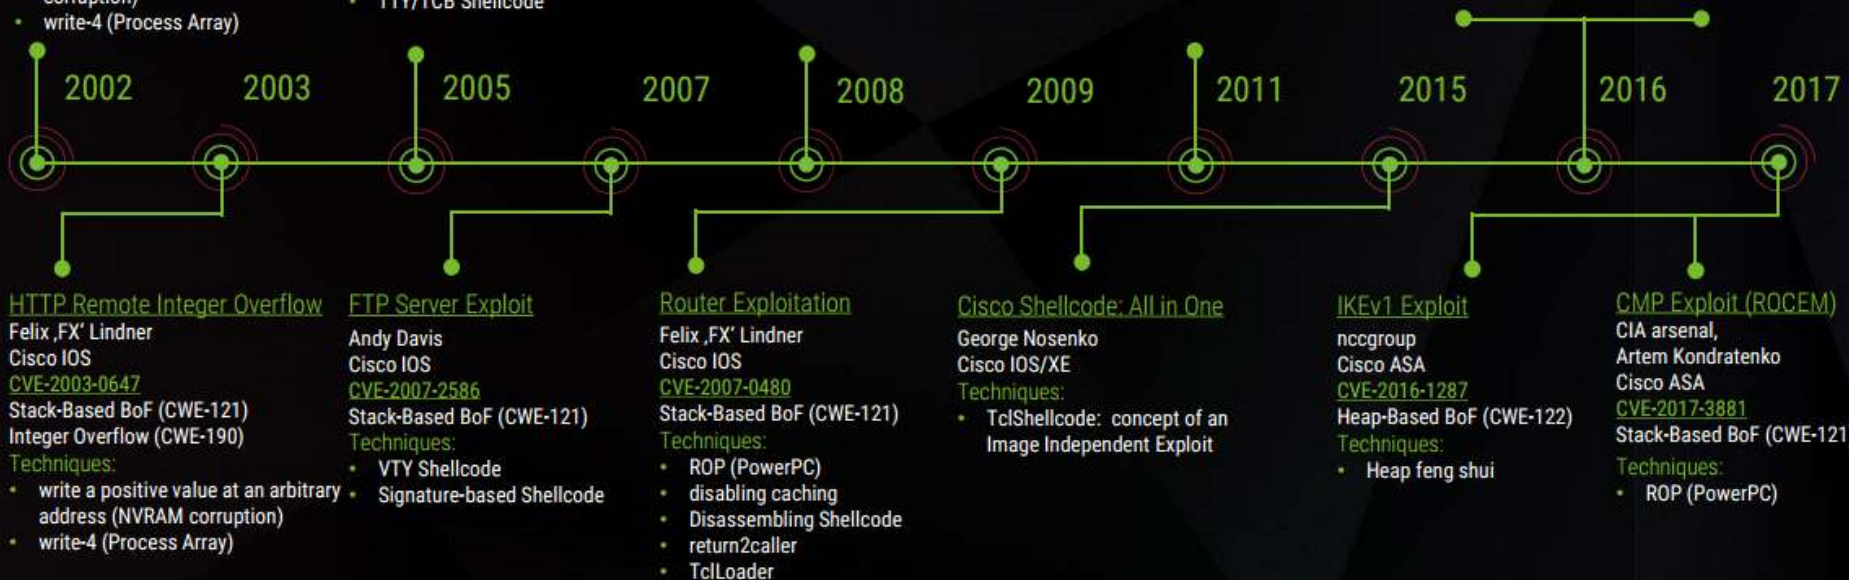 corruption)
• write-4 (Process Array)
• TTY/TCB Shellcode
2002
2003
2005
2007
2008
2009
2011
2015
2016
2017
HTTP Remote Integer Overflow
Felix ‚FX‘ Lindner
Cisco IOS
CVE-2003-0647
Stack-Based BoF (CWE-121)
Integer Overflow (CWE-190)
Techniques:
• write a positive value at an arbitrary
address (NVRAM corruption)
• write-4 (Process Array)
FTP Server Exploit
Andy Davis
Cisco IOS
CVE-2007-2586
Stack-Based BoF (CWE-121)
Techniques:
• VTY Shellcode
• Signature-based Shellcode
Router Exploitation
Felix ‚FX‘ Lindner
Cisco IOS
CVE-2007-0480
Stack-Based BoF (CWE-121)
Techniques:
• ROP (PowerPC)
• disabling caching
• Disassembling Shellcode
• return2caller
• TclLoader
Cisco Shellcode: All in One
George Nosenko
Cisco IOS/XE
Techniques:
• TclShellcode: concept of an
Image Independent Exploit
IKEv1 Exploit
nccgroup
Cisco ASA
CVE-2016-1287
Heap-Based BoF (CWE-122)
Techniques:
• Heap feng shui
CMP Exploit (ROCEM)
CIA arsenal,
Artem Kondratenko
Cisco ASA
CVE-2017-3881
Stack-Based BoF (CWE-121
Techniques:
• ROP (PowerPC)